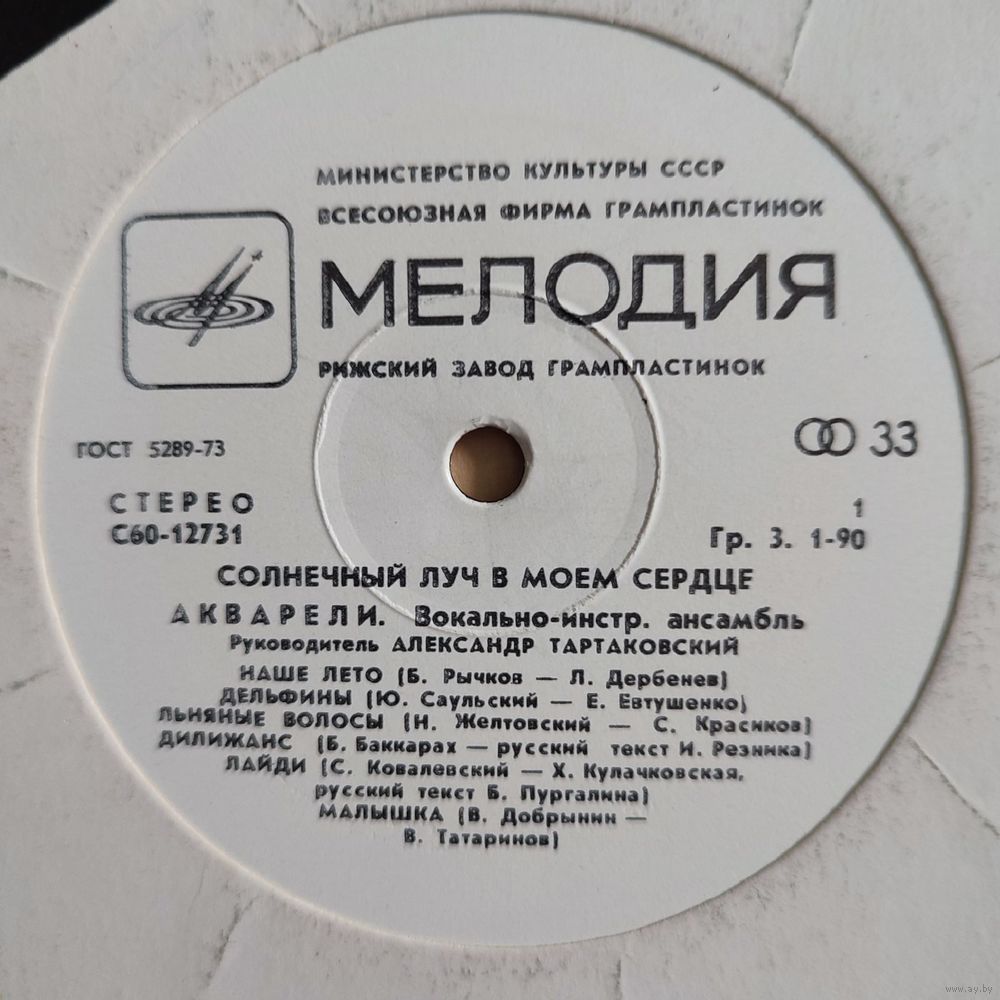 МИНИСТЕРСТВО КУЛЬТУРЫ СССР
ВСЕСОЮЗНАЯ ФИРМА ГРАМПЛАСТИНОК
МЕЛОДИЯ
РИЖСКИЙ ЗАВОД ГРАМПЛАСТИНОК
33
ГОСТ 5289-73
СТЕРЕО
1
С60-12731
Гр. 3. 1-90
СОЛНЕЧНЫЙ ЛУЧ В МОЕМ СЕРДЦЕ
АКВАРЕЛИ. Вокально-инстр. ансамбль
Руководитель АЛЕКСАНДР ТАРТАКОВСКИЙ
НАШЕ ЛЕТО (Б. Рычков — Л. Дербенев)
ДЕЛЬФИНЫ (Ю. Саульский — Е. Евтушенко)
ЛЬНЯНЫЕ ВОЛОСЫ (Н. Желтовский — С. Красиков)
ДИЛИЖАНС (Б. Баккарах — русский текст И. Резника)
ЛАЙДИ (С. Ковалевский — Х. Кулачковская,
русский текст Б. Пургалина)
МАЛЫШКА (В. Добрынин —
В. Татаринов)
www.ay.by